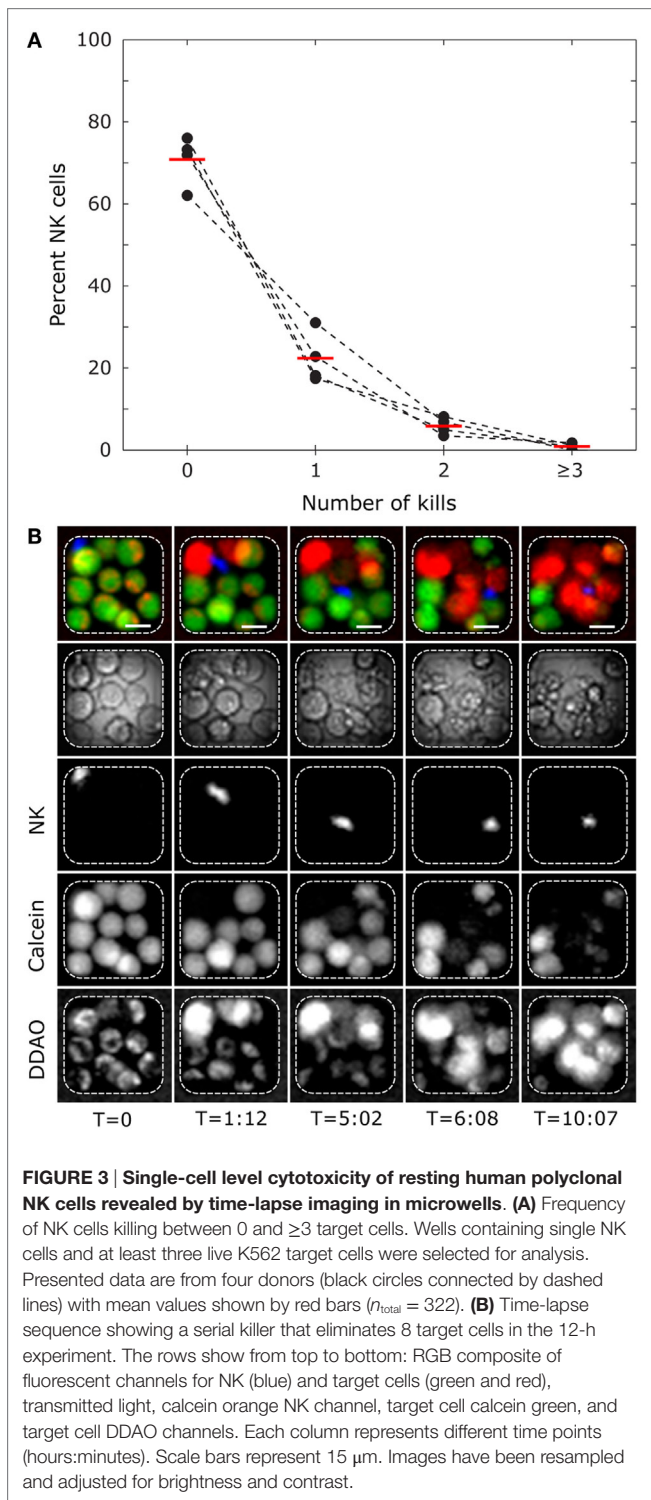 A
100
80
60
40
20
0
Percent NK cells
0 1 2 ≥3
Number of kills
B
NK
Calcein
DDAO
T=0 T=1:12 T=5:02 T=6:08 T=10:07
FIGURE 3 | Single-cell level cytotoxicity of resting human polyclonal
NK cells revealed by time-lapse imaging in microwells. (A) Frequency
of NK cells killing between 0 and ≥3 target cells. Wells containing single NK
cells and at least three live K562 target cells were selected for analysis.
Presented data are from four donors (black circles connected by dashed
lines) with mean values shown by red bars (ntotal = 322). (B) Time-lapse
sequence showing a serial killer that eliminates 8 target cells in the 12-h
experiment. The rows show from top to bottom: RGB composite of
fluorescent channels for NK (blue) and target cells (green and red),
transmitted light, calcein orange NK channel, target cell calcein green, and
target cell DDAO channels. Each column represents different time points
(hours:minutes). Scale bars represent 15 μm. Images have been resampled
and adjusted for brightness and contrast.